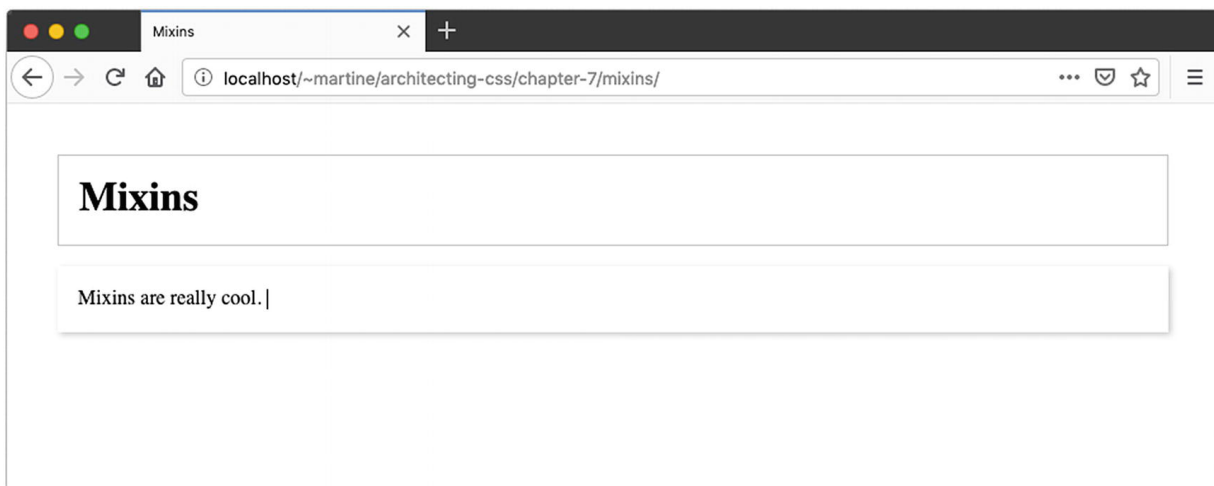 Mixins
localhost/~martine/architecting-css/chapter-7/mixins/
Mixins
Mixins are really cool.